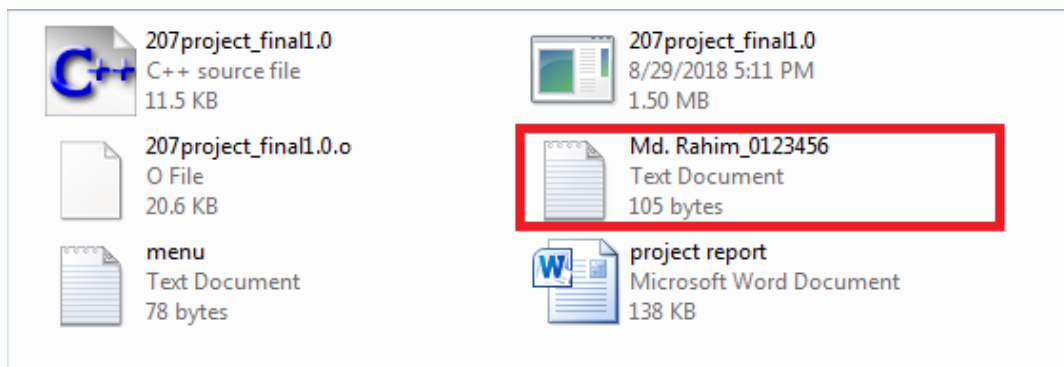 207project_final1.0
C++ source file
11.5 KB
207project_final1.0
8/29/2018 5:11 PM
1.50 MB
207project_final1.0.o
O File
20.6 KB
Md. Rahim_0123456
Text Document
105 bytes
menu
Text Document
78 bytes
project report
Microsoft Word Document
138 KB